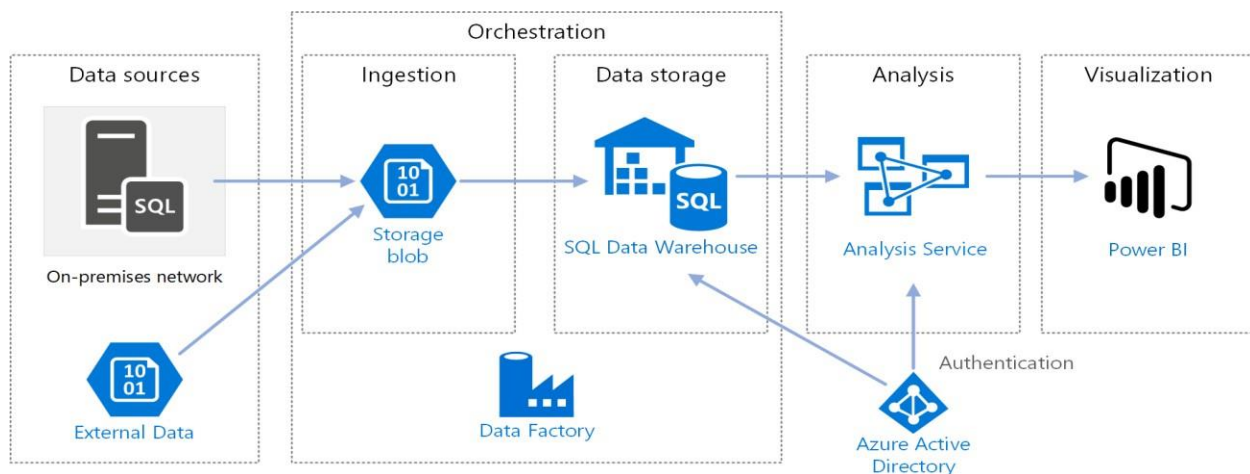 Orchestration
Data sources
Ingestion
Data storage
Analysis
Visualization
SQL
10
01
SQL
Storage
blob
SQL Data Warehouse
Analysis Service
Power BI
On-premises network
10
01
External Data
Data Factory
Authentication
Azure Active
Directory